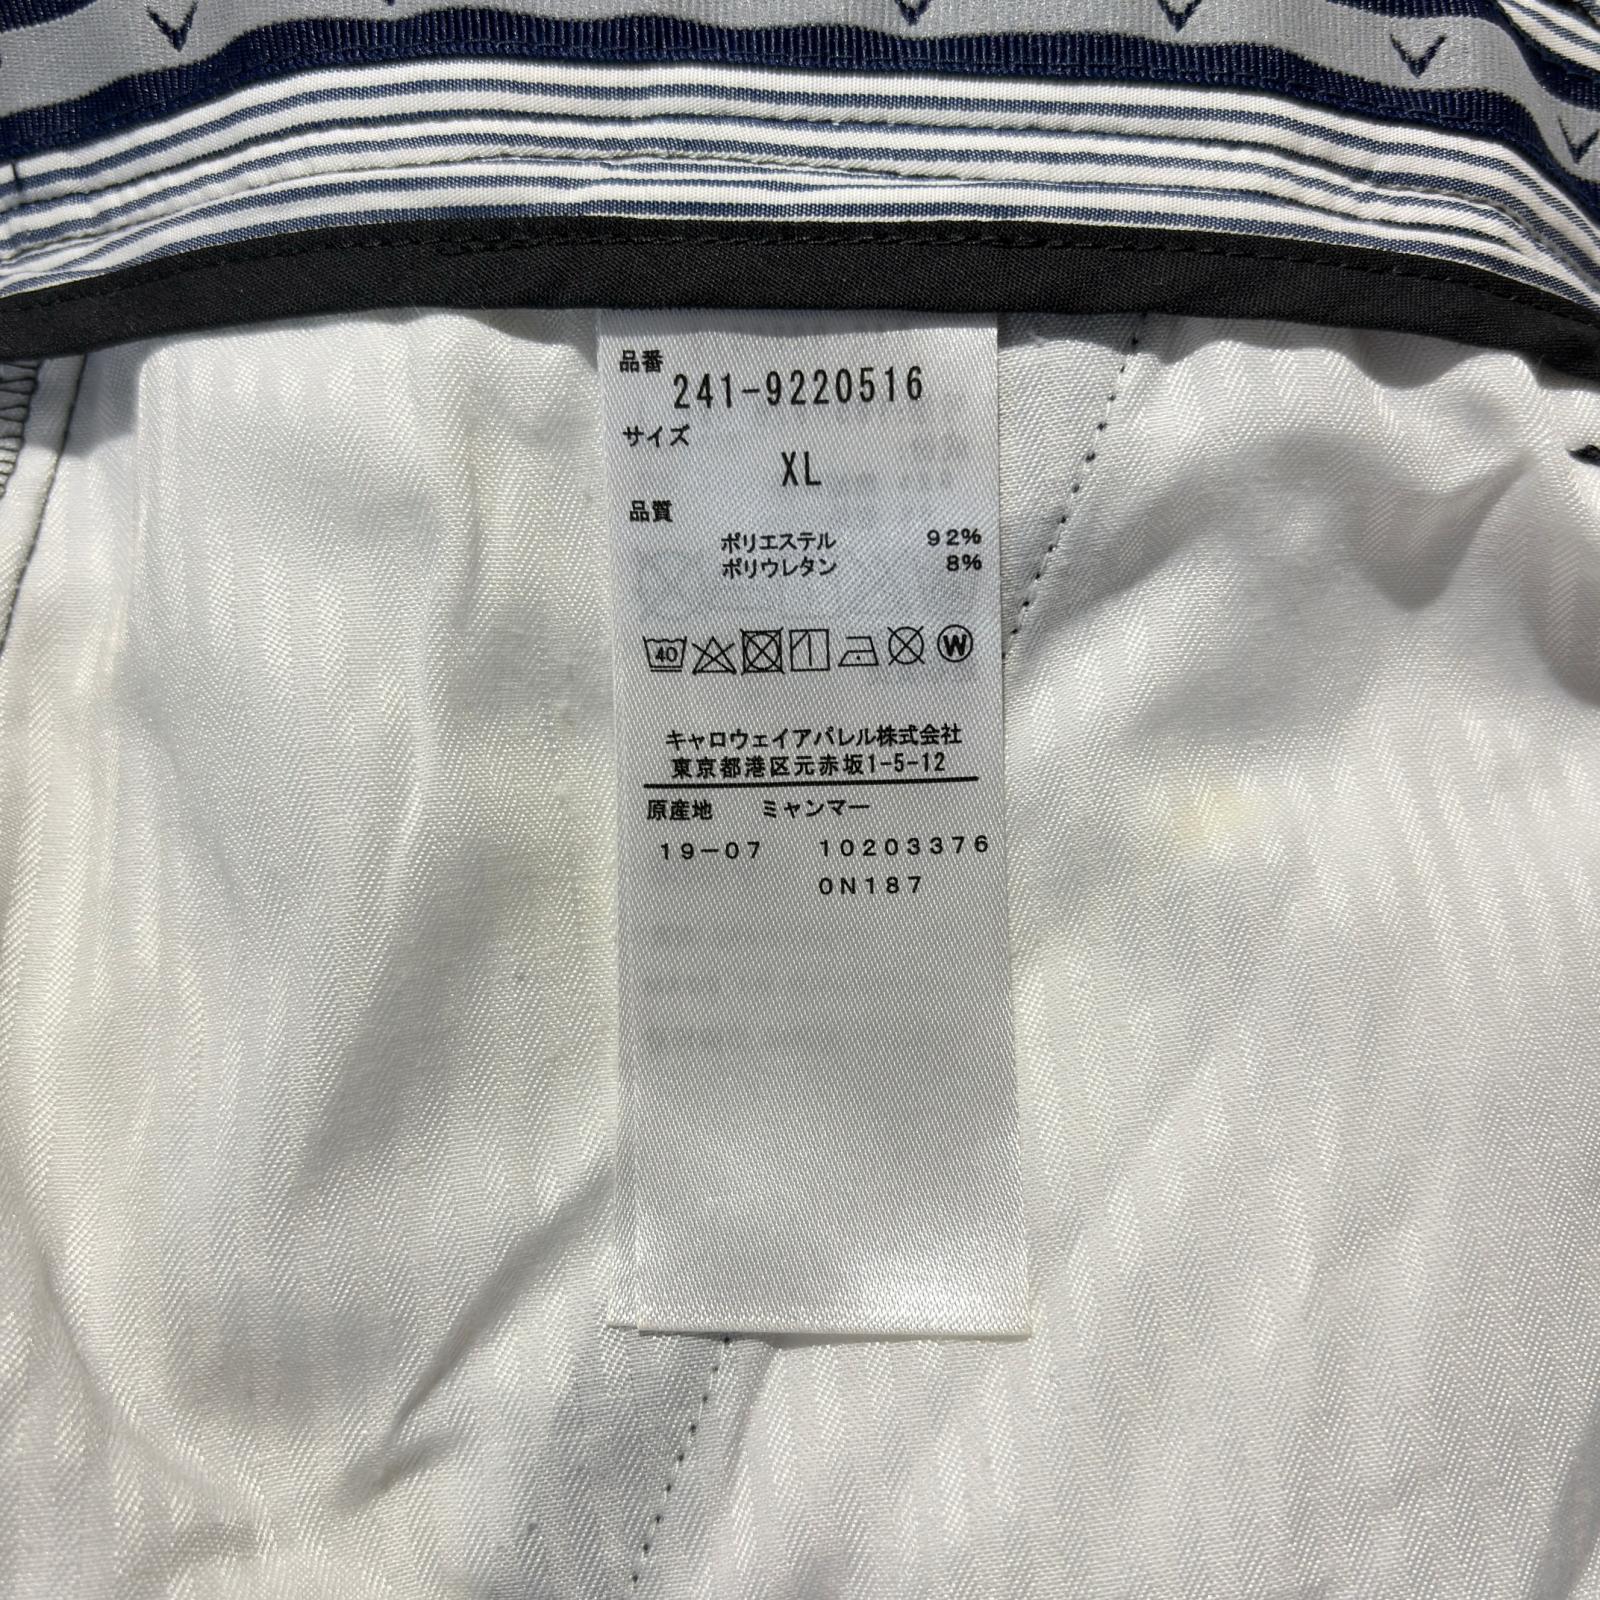 品番
241-9220516
サイズ
XL
品質
ポリエステル 92%
ポリウレタン 8%
40 W
キャロウェイアパレル株式会社
東京都港区元赤坂1-5-12
原産地 ミャンマー
19-07 10203376
0N187